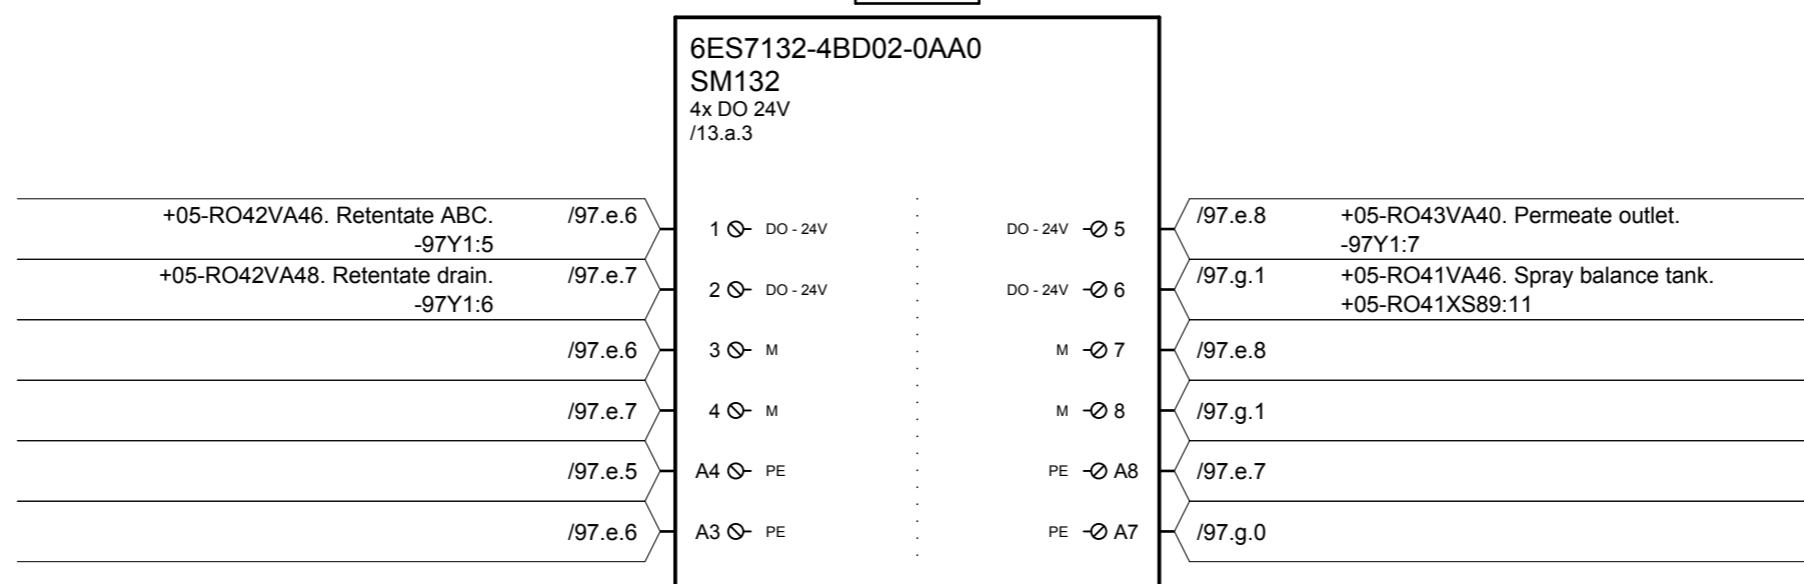 6ES7132-4BD02-0AA0
SM132
4x DO 24V
/13.a.3
+05-RO42VA46. Retentate ABC. /97.e.6 1 DO - 24V DO - 24V 5 /97.e.8 +05-RO43VA40. Permeate outlet.
-97Y1:5 -97Y1:7
+05-RO42VA48. Retentate drain. /97.e.7 2 DO - 24V DO - 24V 6 /97.g.1 +05-RO41VA46. Spray balance tank.
-97Y1:6 +05-RO41XS89:11
/97.e.6 3 M M 7 /97.e.8
/97.e.7 4 M M 8 /97.g.1
/97.e.5 A4 PE PE A8 /97.e.7
/97.e.6 A3 PE PE A7 /97.g.0